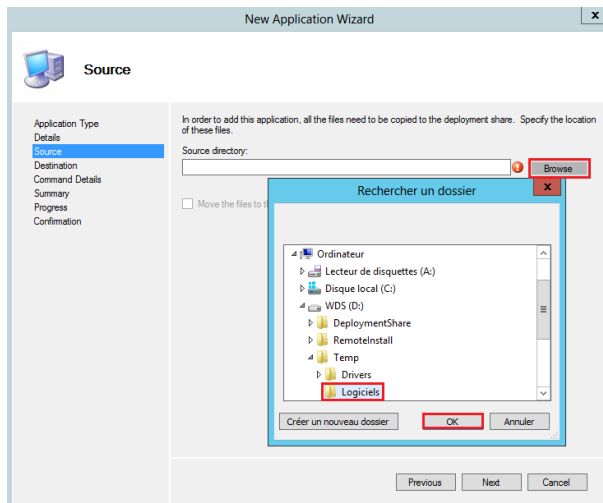 New Application Wizard
x
Source
Application Type
Details
Source
Destination
Command Details
Summary
Progress
Confirmation
In order to add this application, all the files need to be copied to the deployment share. Specify the location
of these files.
Source directory:
Browse
Move the files to th
Rechercher un dossier
x
Ordinateur
Lecteur de disquettes (A:)
Disque local (C:)
WDS (D:)
DeploymentShare
RemoteInstall
Temp
Drivers
Logiciels
Créer un nouveau dossier
OK
Annuler
Previous
Next
Cancel